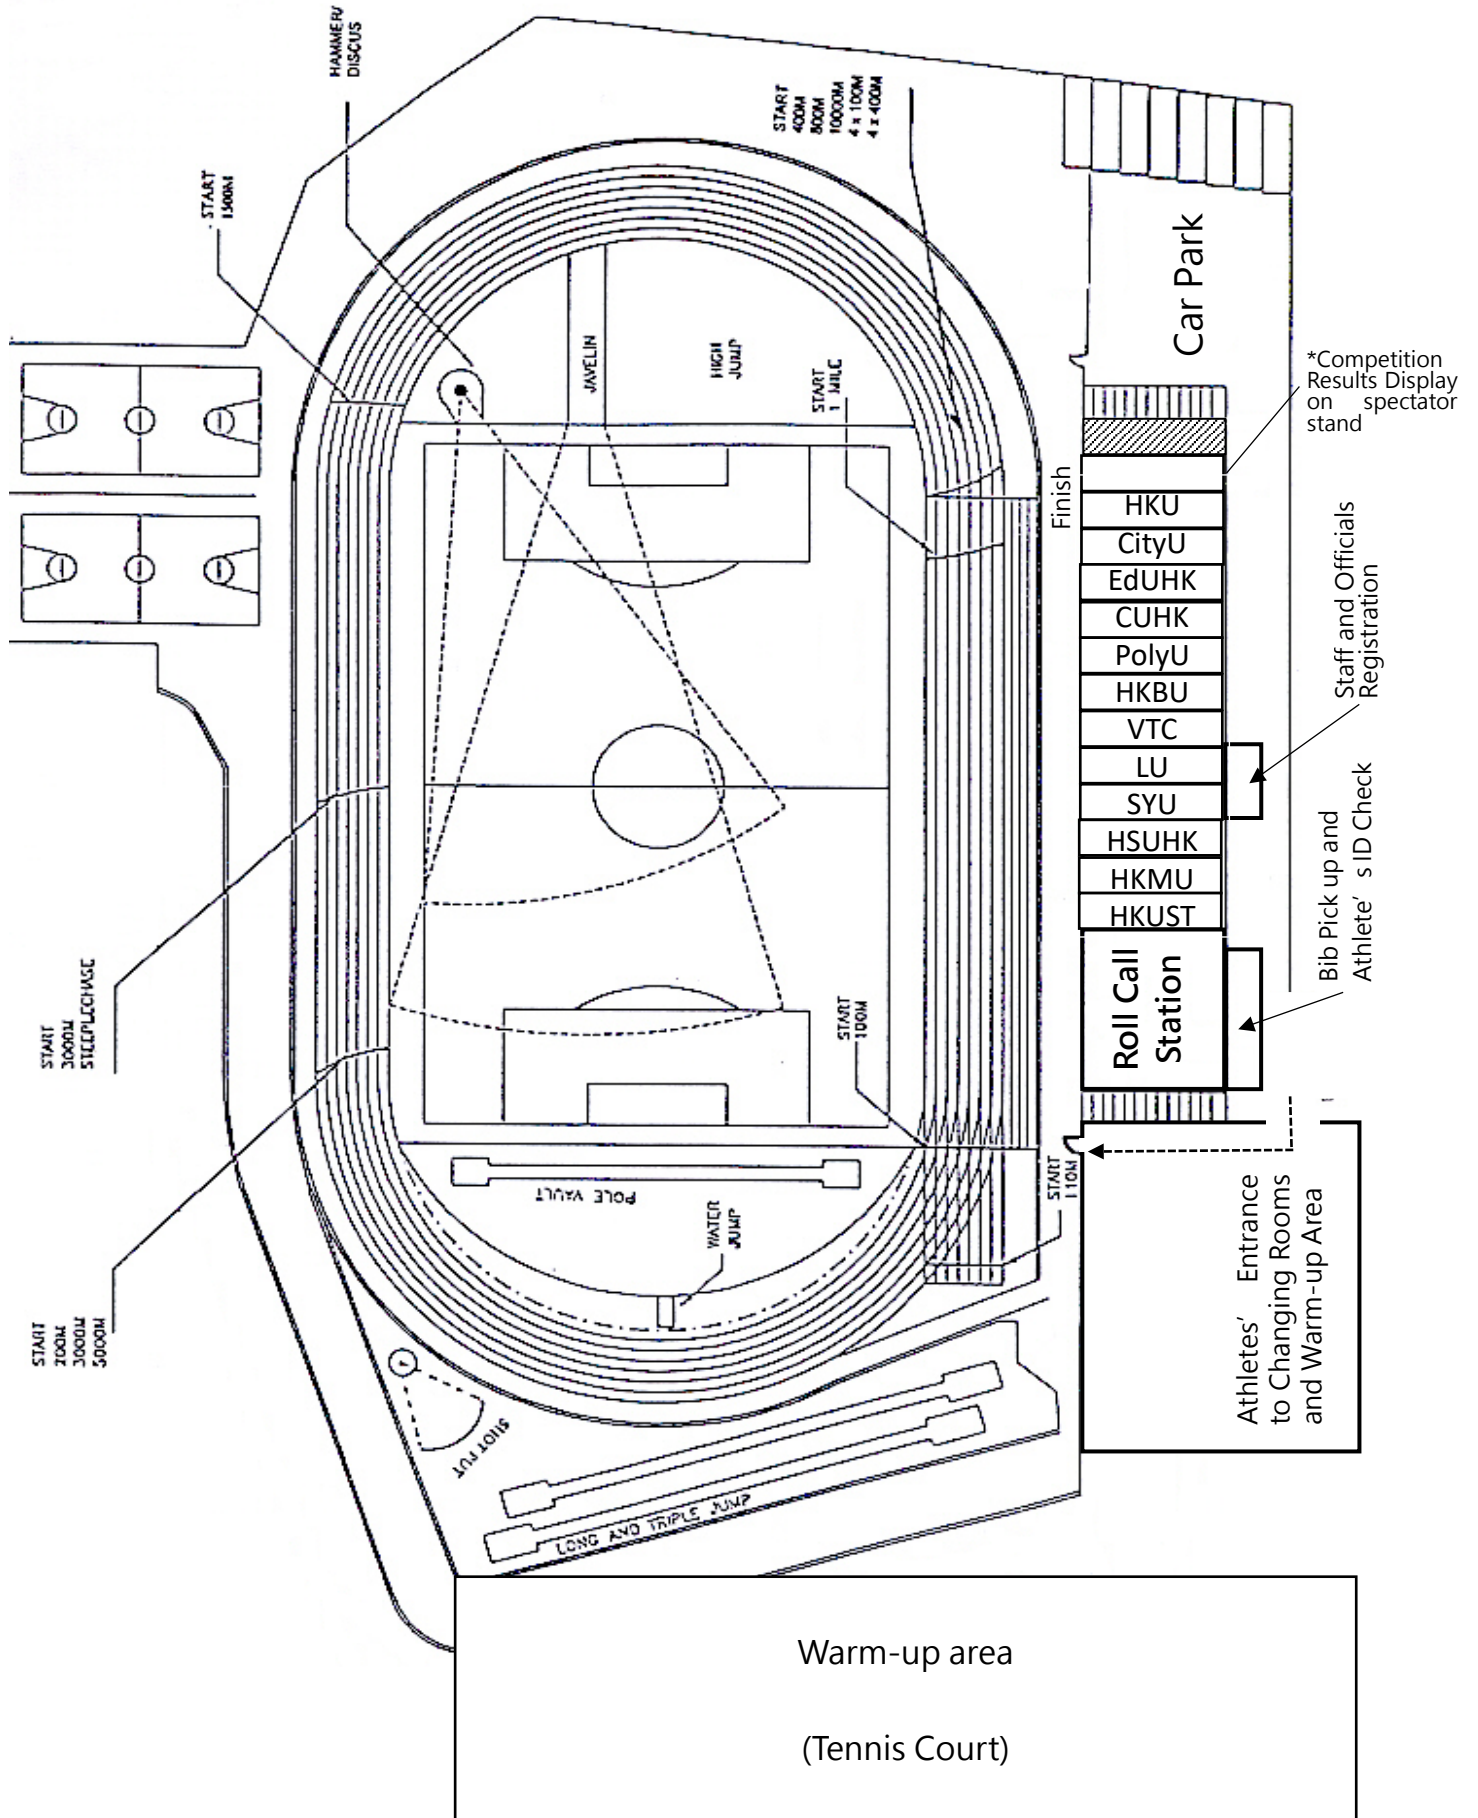 HAMMER/
DISCUS
START
1500M
START
400M
800M
10000M
4 x 100M
4 x 400M
JAVELIN
HIGH
JUMP
START
1 MILE
Car Park
*Competition
Results Display
on spectator
stand
Finish
HKU
CityU
EdUHK
CUHK
PolyU
HKBU
VTC
LU
SYU
HSUHK
HKMU
HKUST
Roll Call
Station
Staff and Officials
Registration
Bib Pick up and
Athlete’ s ID Check
START
3000M
STEEPLECHASE
START
200M
3000M
5000M
START
100M
START
110M
POLE VAULT
WATER
JUMP
SHOT PUT
LONG AND TRIPLE JUMP
Athletes’ Entrance
to Changing Rooms
and Warm-up Area
Warm-up area
(Tennis Court)